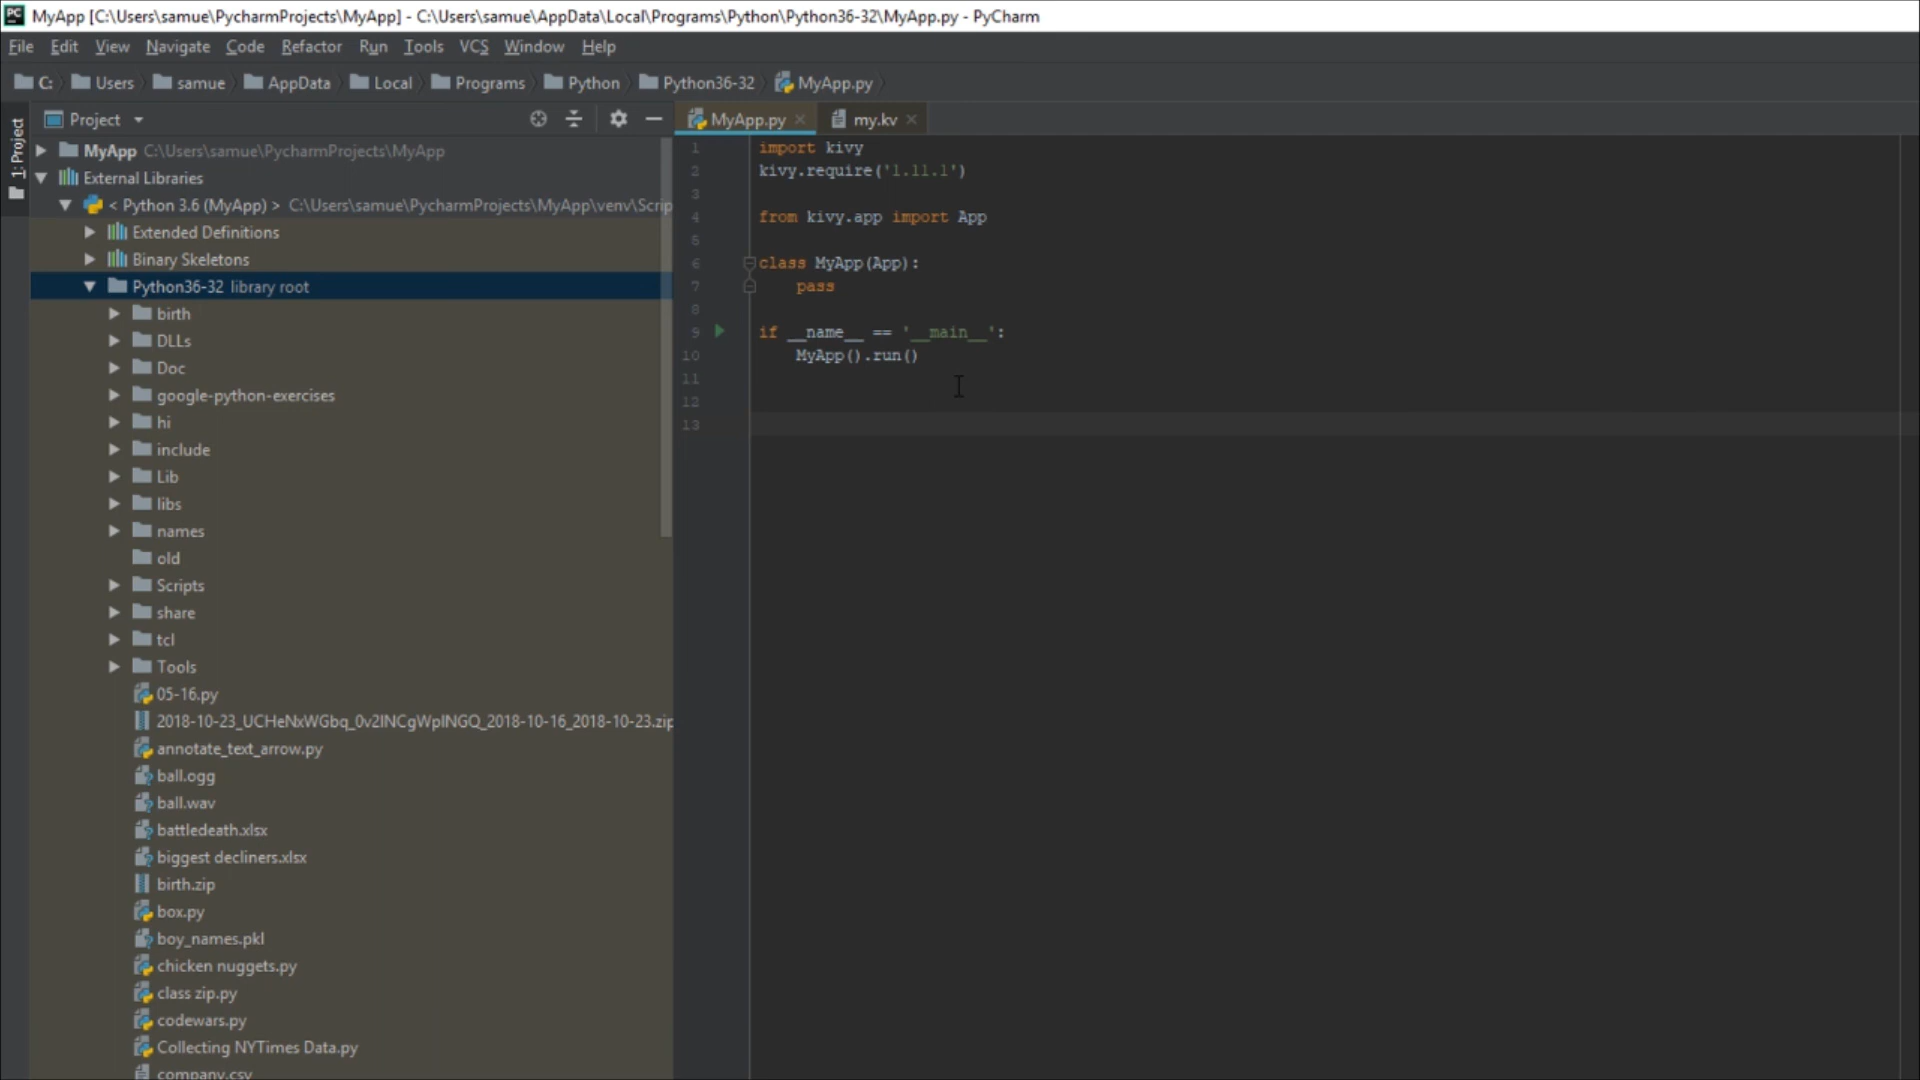 MyApp [C:\Users\samue\PycharmProjects\MyApp] - C:\Users\samue\AppData\Local\Programs\Python\Python36-32\MyApp.py - PyCharm
File Edit View Navigate Code Refactor Run Tools VCS Window Help
C: Users samue AppData Local Programs Python Python36-32 MyApp.py
1: Project
Project
MyApp C:\Users\samue\PycharmProjects\MyApp
External Libraries
< Python 3.6 (MyApp) > C:\Users\samue\PycharmProjects\MyApp\venv\Scrip
Extended Definitions
Binary Skeletons
Python36-32 library root
birth
DLLs
Doc
google-python-exercises
hi
include
Lib
libs
names
old
Scripts
share
tcl
Tools
05-16.py
2018-10-23_UCHeNxWGbq_0v2INCgWpINGQ_2018-10-16_2018-10-23.zip
annotate_text_arrow.py
ball.ogg
ball.wav
battledeath.xlsx
biggest decliners.xlsx
birth.zip
box.py
boy_names.pkl
chicken nuggets.py
class zip.py
codewars.py
Collecting NYTimes Data.py
company.csv
MyApp.py my.kv
1 import kivy
2 kivy.require('1.11.1')
3
4 from kivy.app import App
5
6 class MyApp(App):
7 pass
8
9 if __name__ == '__main__':
10 MyApp().run()
11
12
13